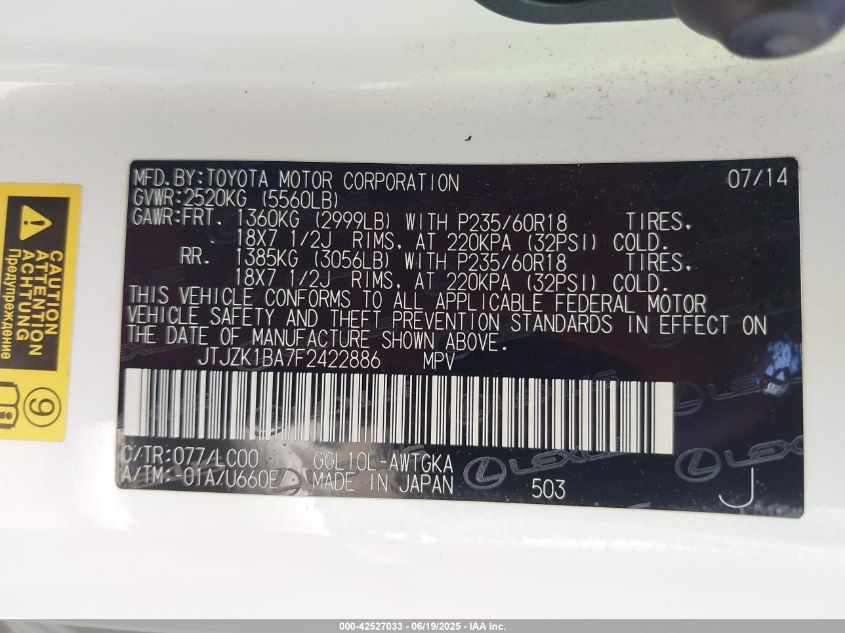 MFD.BY:TOYOTA MOTOR CORPORATION 07/14
GVWR:2520KG (5560LB)
GAWR:FRT. 1360KG (2999LB) WITH P235/60R18 TIRES,
18X7 1/2J RIMS, AT 220KPA (32PSI) COLD.
RR. 1385KG (3056LB) WITH P235/60R18 TIRES,
18X7 1/2J RIMS, AT 220KPA (32PSI) COLD.
THIS VEHICLE CONFORMS TO ALL APPLICABLE FEDERAL MOTOR
VEHICLE SAFETY AND THEFT PREVENTION STANDARDS IN EFFECT ON
THE DATE OF MANUFACTURE SHOWN ABOVE.
JTJZK1BA7F2422886 MPV
C/TR:077/LC00 GGL10L-AWTGKA
A/TM: 01A/U660E MADE IN JAPAN 503 J
LEXUS
CAUTION
ATTENTION
ACHTUNG
Предупреждение
9
000-42527033 - 06/19/2025 - IAA Inc.